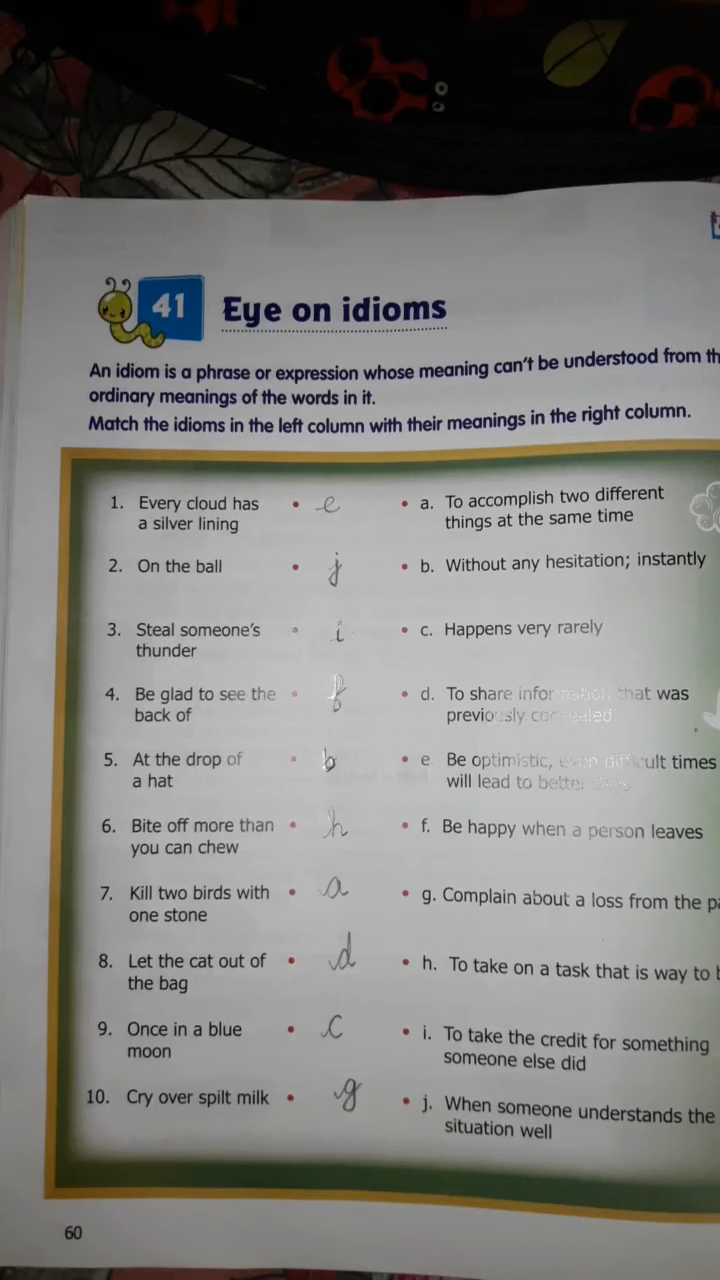 41 Eye on idioms
An idiom is a phrase or expression whose meaning can't be understood from
ordinary meanings of the words in it.
Match the idioms in the left column with their meanings in the right column.
1. Every cloud has • e • a. To accomplish two different
a silver lining things at the same time
2. On the ball • j • b. Without any hesitation; instantly
3. Steal someone's • i • c. Happens very rarely
thunder
4. Be glad to see the • f • d. To share information that was
back of previously concealed
5. At the drop of • b • e. Be optimistic, even difficult times
a hat will lead to better days
6. Bite off more than • h • f. Be happy when a person leaves
you can chew
7. Kill two birds with • a • g. Complain about a loss from the
one stone
8. Let the cat out of • d • h. To take on a task that is way to
the bag
9. Once in a blue • c • i. To take the credit for something
moon someone else did
10. Cry over spilt milk • g • j. When someone understands the
situation well
60